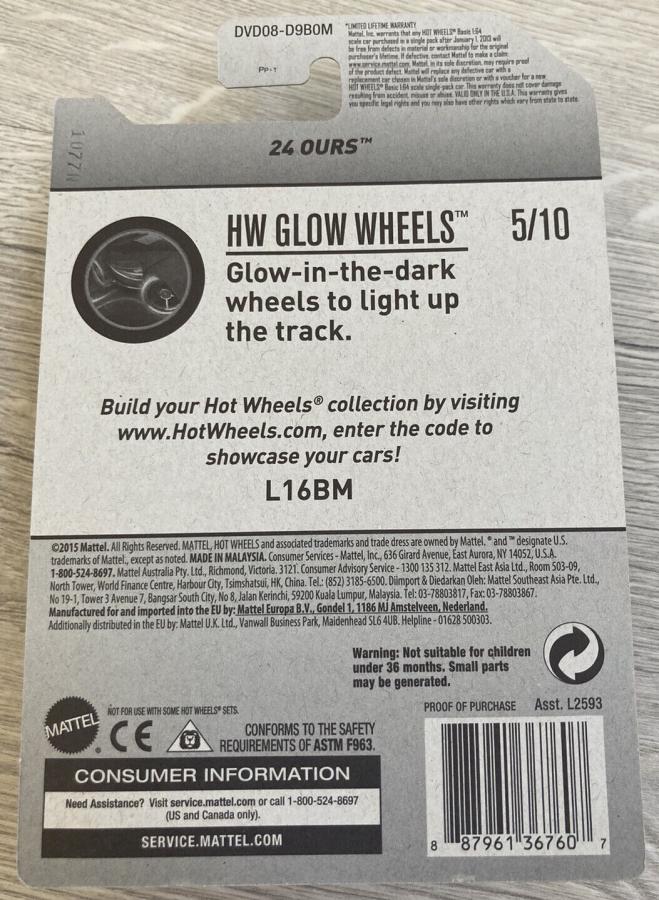 DVD08-D9B0M
PP-1
*LIMITED LIFETIME WARRANTY
Mattel, Inc. warrants that any HOT WHEELS® Basic 1:64
scale car purchased in a single pack after January 1, 2013 will
be free from defects in material or workmanship for the original
purchaser's lifetime. If defective, contact Mattel to make a claim:
www.service.mattel.com. Mattel, in its sole discretion, may require proof
of the product defect. Mattel will replace any defective car with a
replacement car chosen in Mattel's sole discretion or with a voucher for a new
HOT WHEELS® Basic 1:64 scale single-pack car. This warranty does not cover damage
resulting from accident, misuse or abuse. VALID ONLY IN THE U.S.A. This warranty gives
you specific legal rights and you may also have other rights which vary from state to state.
24 OURS™
HW GLOW WHEELS™ 5/10
Glow-in-the-dark
wheels to light up
the track.
Build your Hot Wheels® collection by visiting
www.HotWheels.com, enter the code to
showcase your cars!
L16BM
©2015 Mattel. All Rights Reserved. MATTEL, HOT WHEELS and associated trademarks and trade dress are owned by Mattel. ® and ™ designate U.S.
trademarks of Mattel, except as noted. MADE IN MALAYSIA. Consumer Services - Mattel, Inc., 636 Girard Avenue, East Aurora, NY 14052, U.S.A.
1-800-524-8697. Mattel Australia Pty. Ltd., Richmond, Victoria. 3121. Consumer Advisory Service - 1300 135 312. Mattel East Asia Ltd., Room 503-09,
North Tower, World Finance Centre, Harbour City, Tsimshatsui, HK, China. Tel.: (852) 3185-6500. Diimport & Diedarkan Oleh: Mattel Southeast Asia Pte. Ltd.,
No 19-1, Tower 3 Avenue 7, Bangsar South City, No 8, Jalan Kerinchi, 59200 Kuala Lumpur, Malaysia. Tel: 03-78803817, Fax: 03-78803867.
Manufactured for and imported into the EU by: Mattel Europa B.V., Gondel 1, 1186 MJ Amstelveen, Nederland.
Additionally distributed in the EU by: Mattel U.K. Ltd., Vanwall Business Park, Maidenhead SL6 4UB. Helpline - 01628 500303.
Warning: Not suitable for children
under 36 months. Small parts
may be generated.
NOT FOR USE WITH SOME HOT WHEELS® SETS.
MATTEL®
CE
CONFORMS TO THE SAFETY
REQUIREMENTS OF ASTM F963.
PROOF OF PURCHASE Asst. L2593
CONSUMER INFORMATION
Need Assistance? Visit service.mattel.com or call 1-800-524-8697
(US and Canada only).
SERVICE.MATTEL.COM
8 87961 36760 7